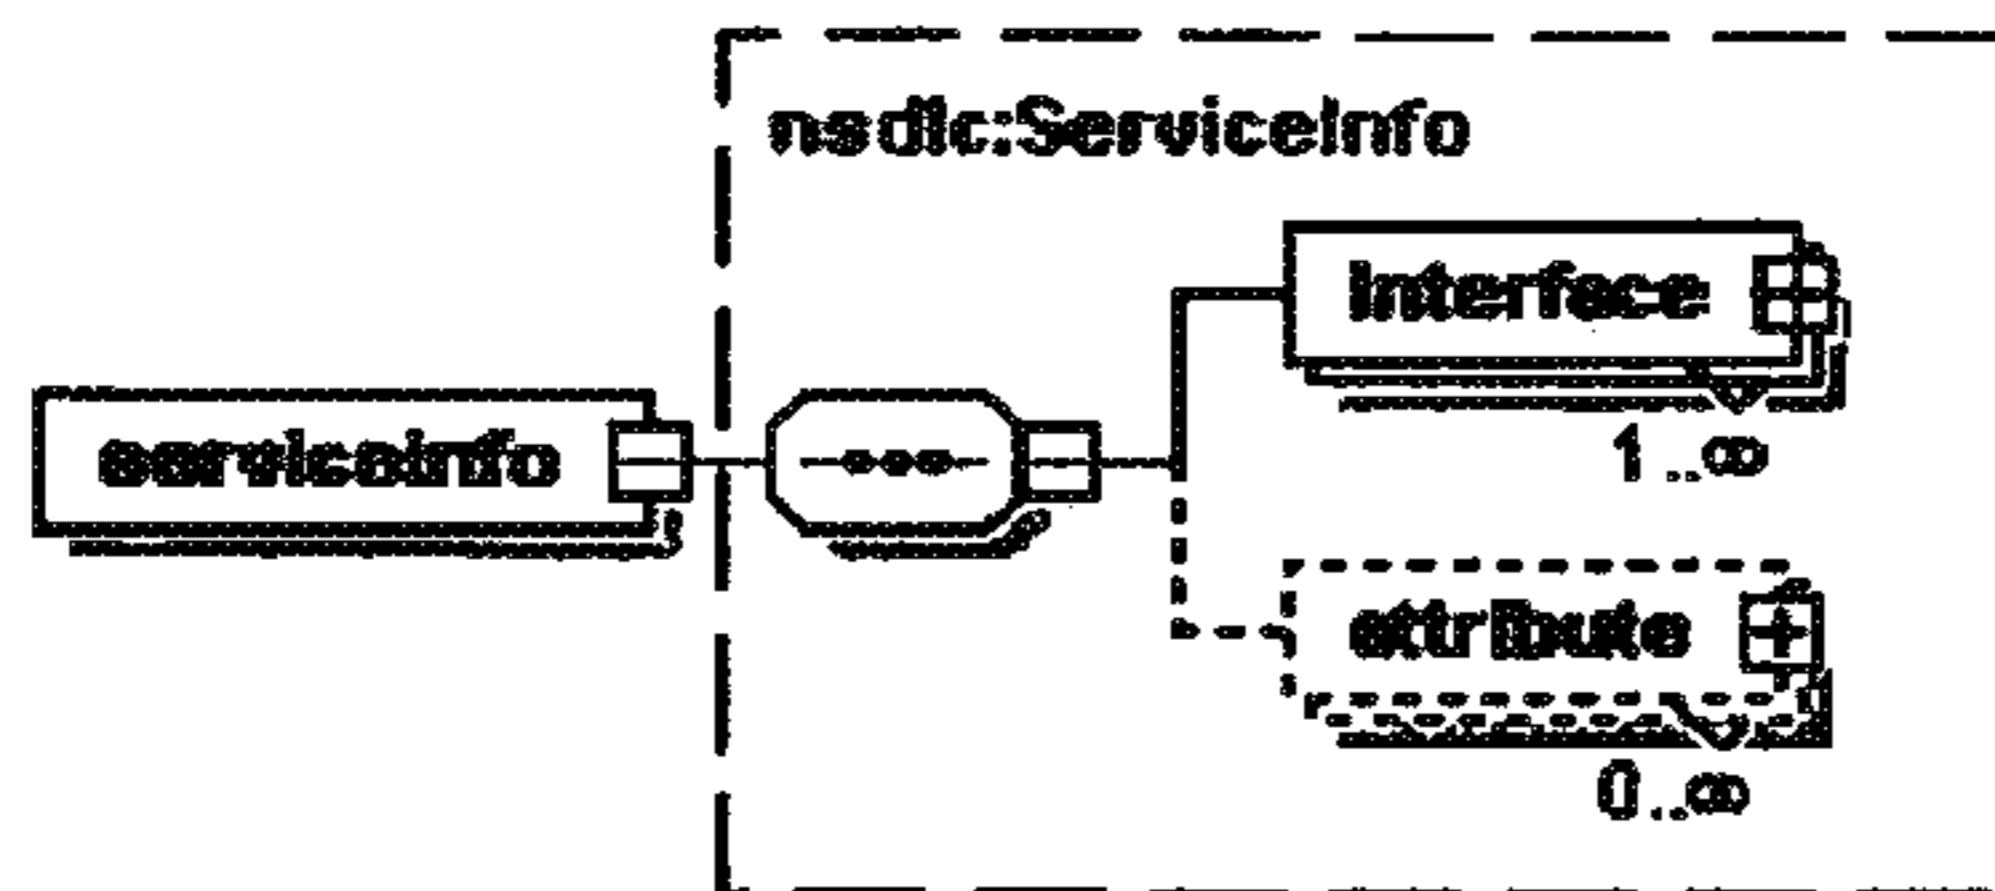 nsdlc:ServiceInfo
Interface
serviceinfo
1..∞
attribute
0..∞